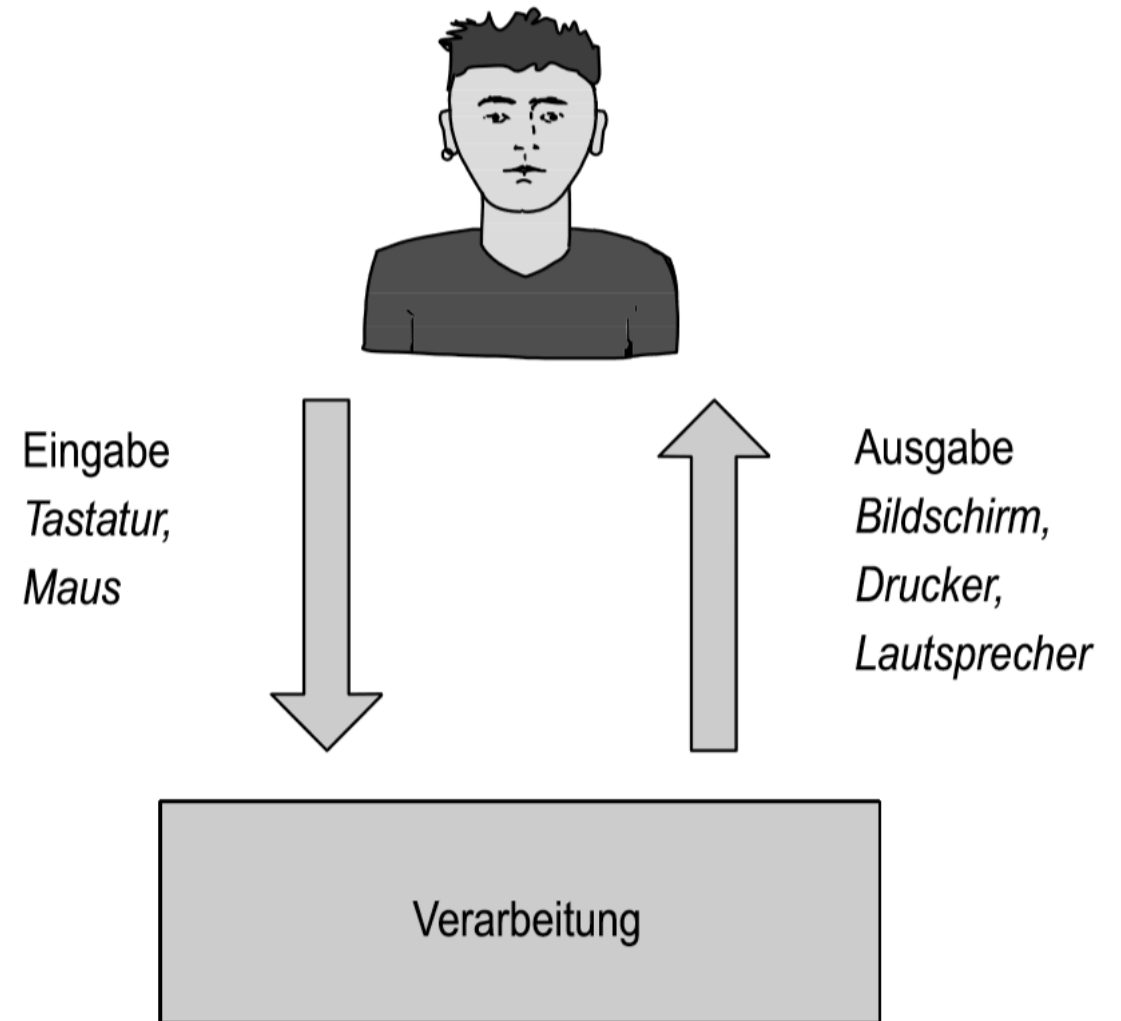 Eingabe
Tastatur,
Maus
Ausgabe
Bildschirm,
Drucker,
Lautsprecher
Verarbeitung